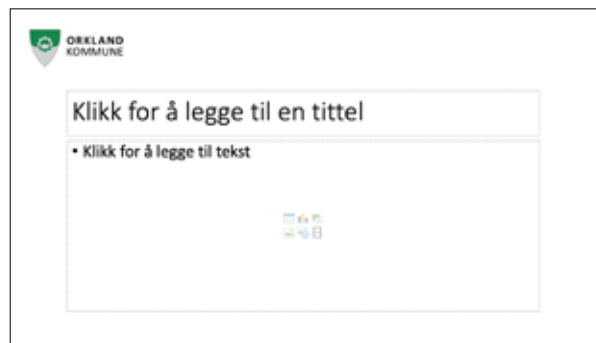 ORKLAND
KOMMUNE
Klikk for å legge til en tittel
• Klikk for å legge til tekst